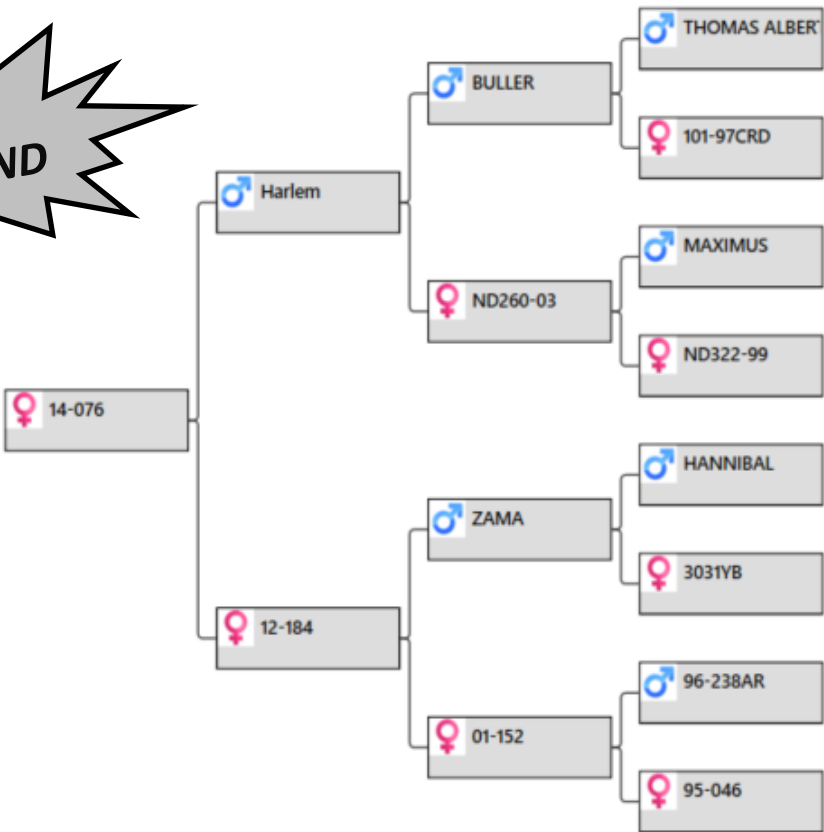 THOMAS ALBERT
BULLER
101-97CRD
ND
Harlem
MAXIMUS
ND260-03
ND322-99
14-076
HANNIBAL
ZAMA
3031YB
12-184
96-238AR
01-152
95-046